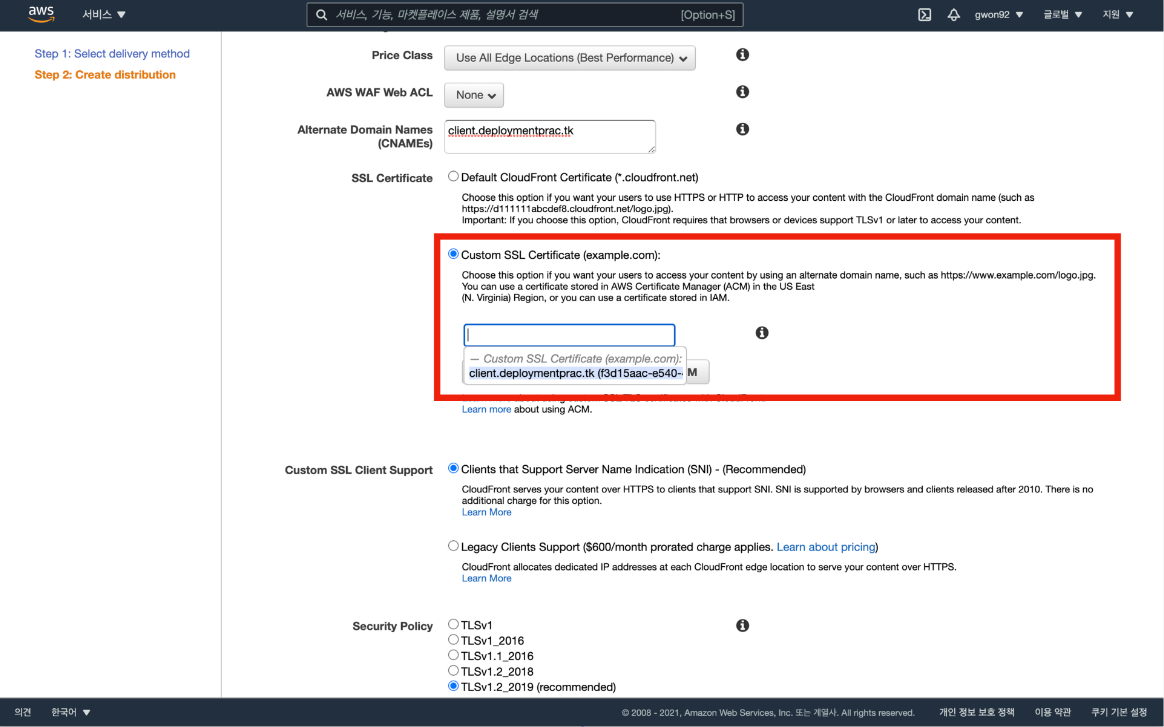 aws
서비스
서비스, 기능, 마켓플레이스 제품, 설명서 검색
[Option+S]
gwon92
글로벌
지원
Step 1: Select delivery method
Step 2: Create distribution
Price Class
Use All Edge Locations (Best Performance)
AWS WAF Web ACL
None
Alternate Domain Names
(CNAMEs)
client.deploymentprac.tk
SSL Certificate
Default CloudFront Certificate (*.cloudfront.net)
Choose this option if you want your users to use HTTPS or HTTP to access your content with the CloudFront domain name (such as
https://d111111abcdef8.cloudfront.net/logo.jpg).
Important: If you choose this option, CloudFront requires that browsers or devices support TLSv1 or later to access your content.
Custom SSL Certificate (example.com):
Choose this option if you want your users to access your content by using an alternate domain name, such as https://www.example.com/logo.jpg.
You can use a certificate stored in AWS Certificate Manager (ACM) in the US East
(N. Virginia) Region, or you can use a certificate stored in IAM.
— Custom SSL Certificate (example.com):
client.deploymentprac.tk (f3d15aac-e540-
M
Learn more about using ACM.
Custom SSL Client Support
Clients that Support Server Name Indication (SNI) - (Recommended)
CloudFront serves your content over HTTPS to clients that support SNI. SNI is supported by browsers and clients released after 2010. There is no
additional charge for this option.
Learn More
Legacy Clients Support ($600/month prorated charge applies. Learn about pricing)
CloudFront allocates dedicated IP addresses at each CloudFront edge location to serve your content over HTTPS.
Learn More
Security Policy
TLSv1
TLSv1_2016
TLSv1.1_2016
TLSv1.2_2018
TLSv1.2_2019 (recommended)
의견
한국어
© 2008 - 2021, Amazon Web Services, Inc. 또는 계열사. All rights reserved.
개인 정보 보호 정책
이용 약관
쿠키 기본 설정